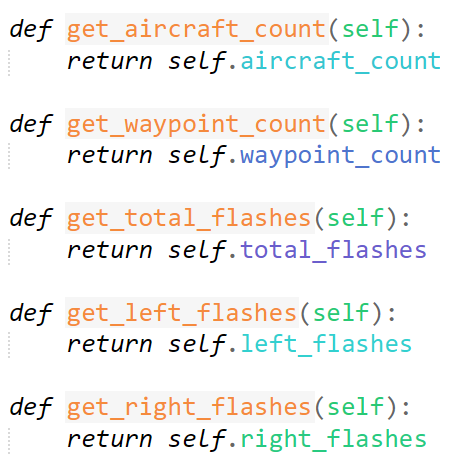 def get_aircraft_count(self):
    return self.aircraft_count
def get_waypoint_count(self):
    return self.waypoint_count
def get_total_flashes(self):
    return self.total_flashes
def get_left_flashes(self):
    return self.left_flashes
def get_right_flashes(self):
    return self.right_flashes